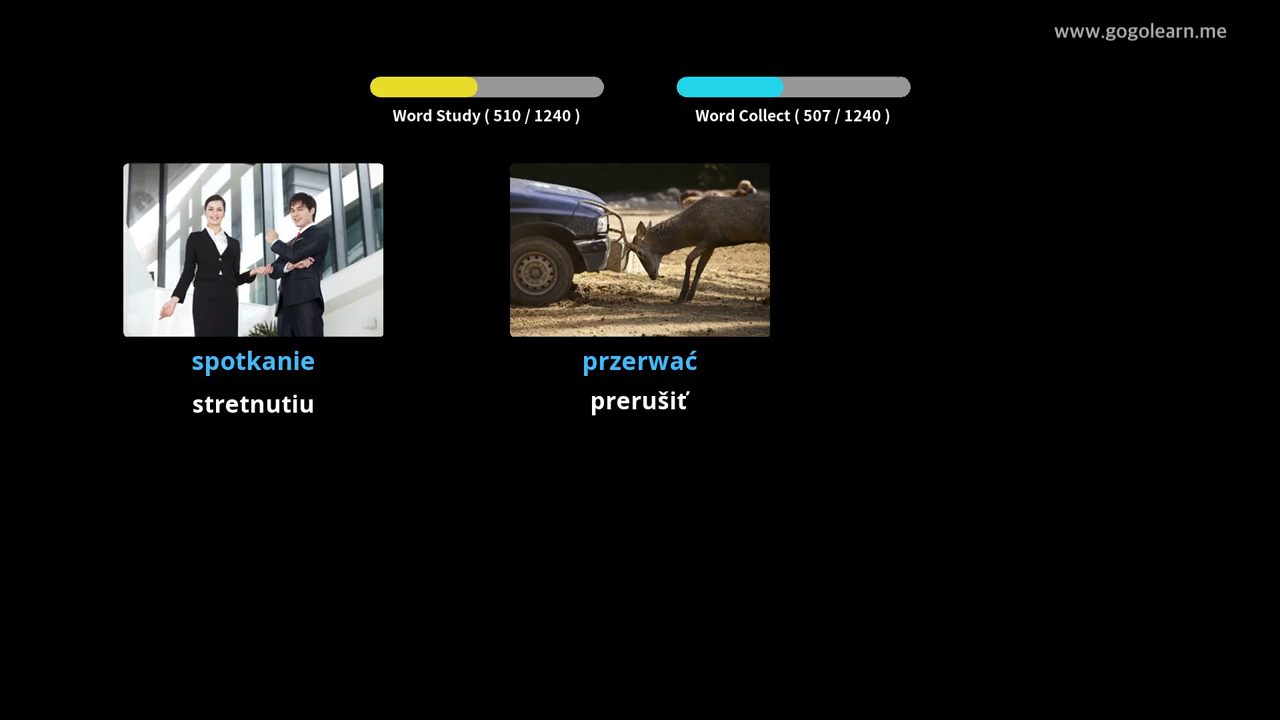 www.gogolearn.me
Word Study ( 510 / 1240 )
Word Collect ( 507 / 1240 )
spotkanie
stretnutiu
przerwać
prerušiť